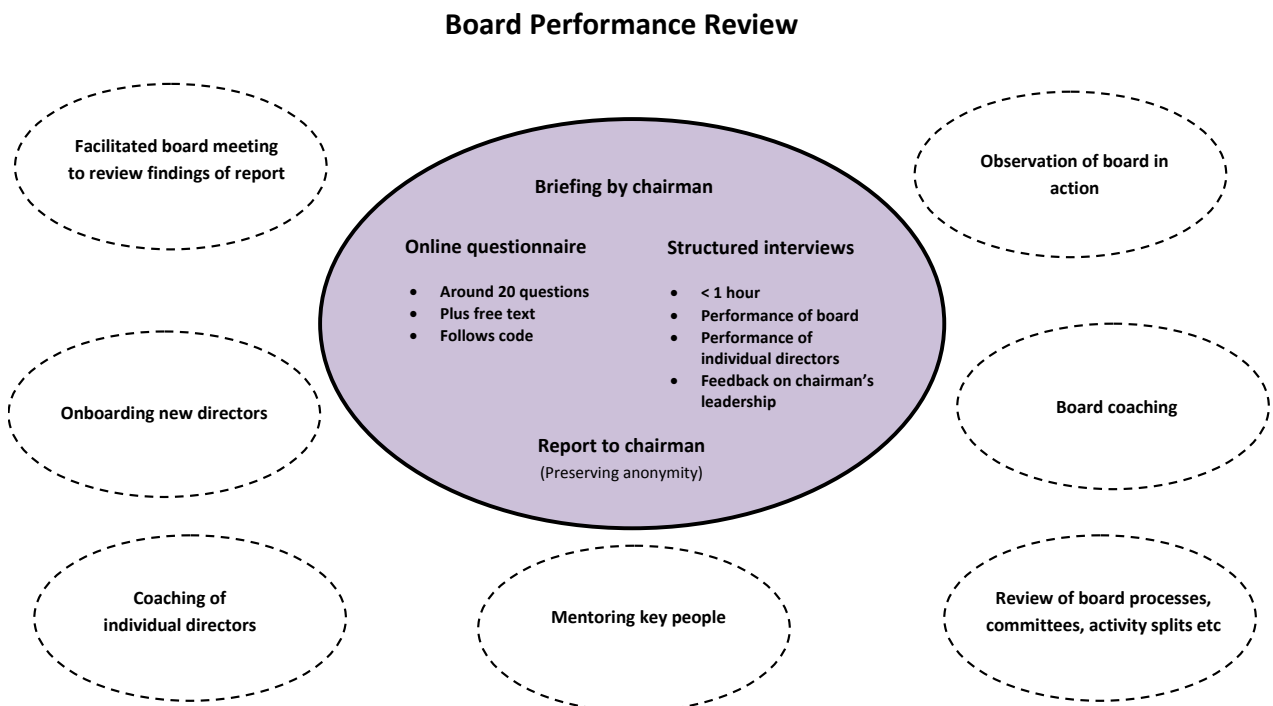 Board Performance Review
Facilitated board meeting
to review findings of report
Observation of board in
action
Briefing by chairman
Online questionnaire
• Around 20 questions
• Plus free text
• Follows code
Structured interviews
• < 1 hour
• Performance of board
• Performance of
individual directors
• Feedback on chairman's
leadership
Report to chairman
(Preserving anonymity)
Onboarding new directors
Board coaching
Coaching of
individual directors
Mentoring key people
Review of board processes,
committees, activity splits etc